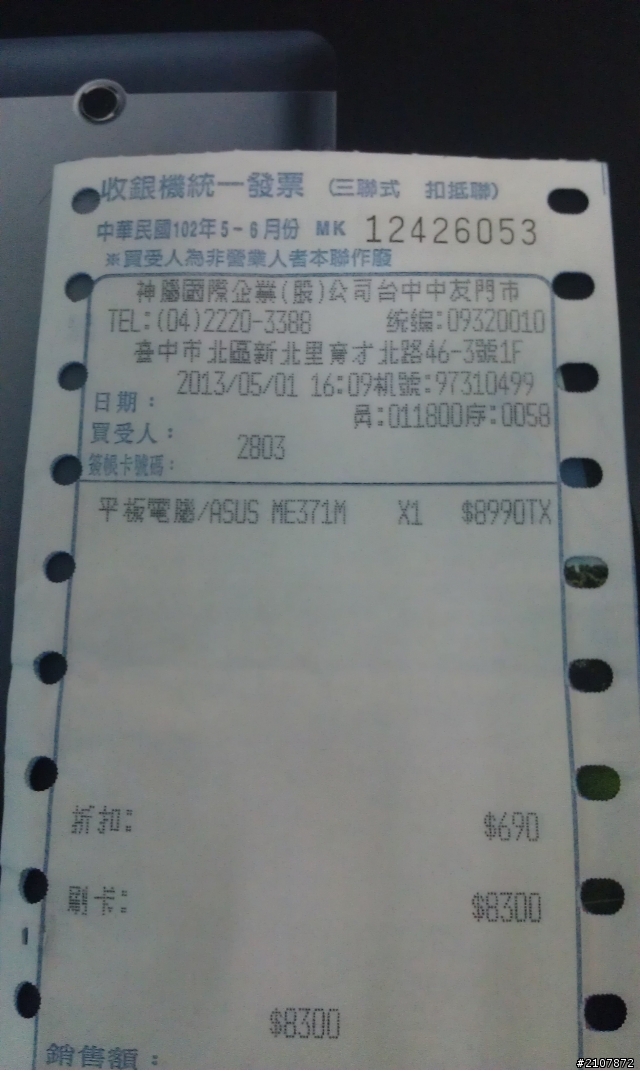 收銀機統一發票 (三聯式 扣抵聯)
中華民國102年5-6月份 MK 12426053
※買受人為非營業人者本聯作廢
神腦國際企業(股)公司台中中友門市
TEL:(04)2220-3388 統編:09320010
臺中市北區新北里育才北路46-3號1F
2013/05/01 16:09机號:97310499
日期:
員:011800序:0058
買受人:
2803
簽帳卡號碼:
平板電腦/ASUS ME371M X1 $8990TX
折扣: $690
刷卡: $8300
$8300
銷售額:
#2107872